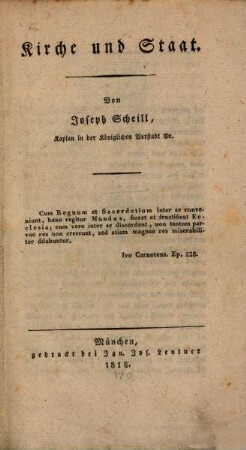 Kirche und Staat.
Von
Joseph Scheill,
Kaplan in der Königlichen Vorstadt Au.
Cum Regnum et Sacerdotium inter se conve-
niunt, bene regitur Mundus, floret et fructificat Ec-
clesia; cum vero inter se discordant, non tantum par-
vae res non crescunt, sed etiam magnae res miserabili-
ter dilabuntur.
Ivo Carnotens. Ep. 238.
München,
gedruckt bei Ign. Jos. Lentner
1818.